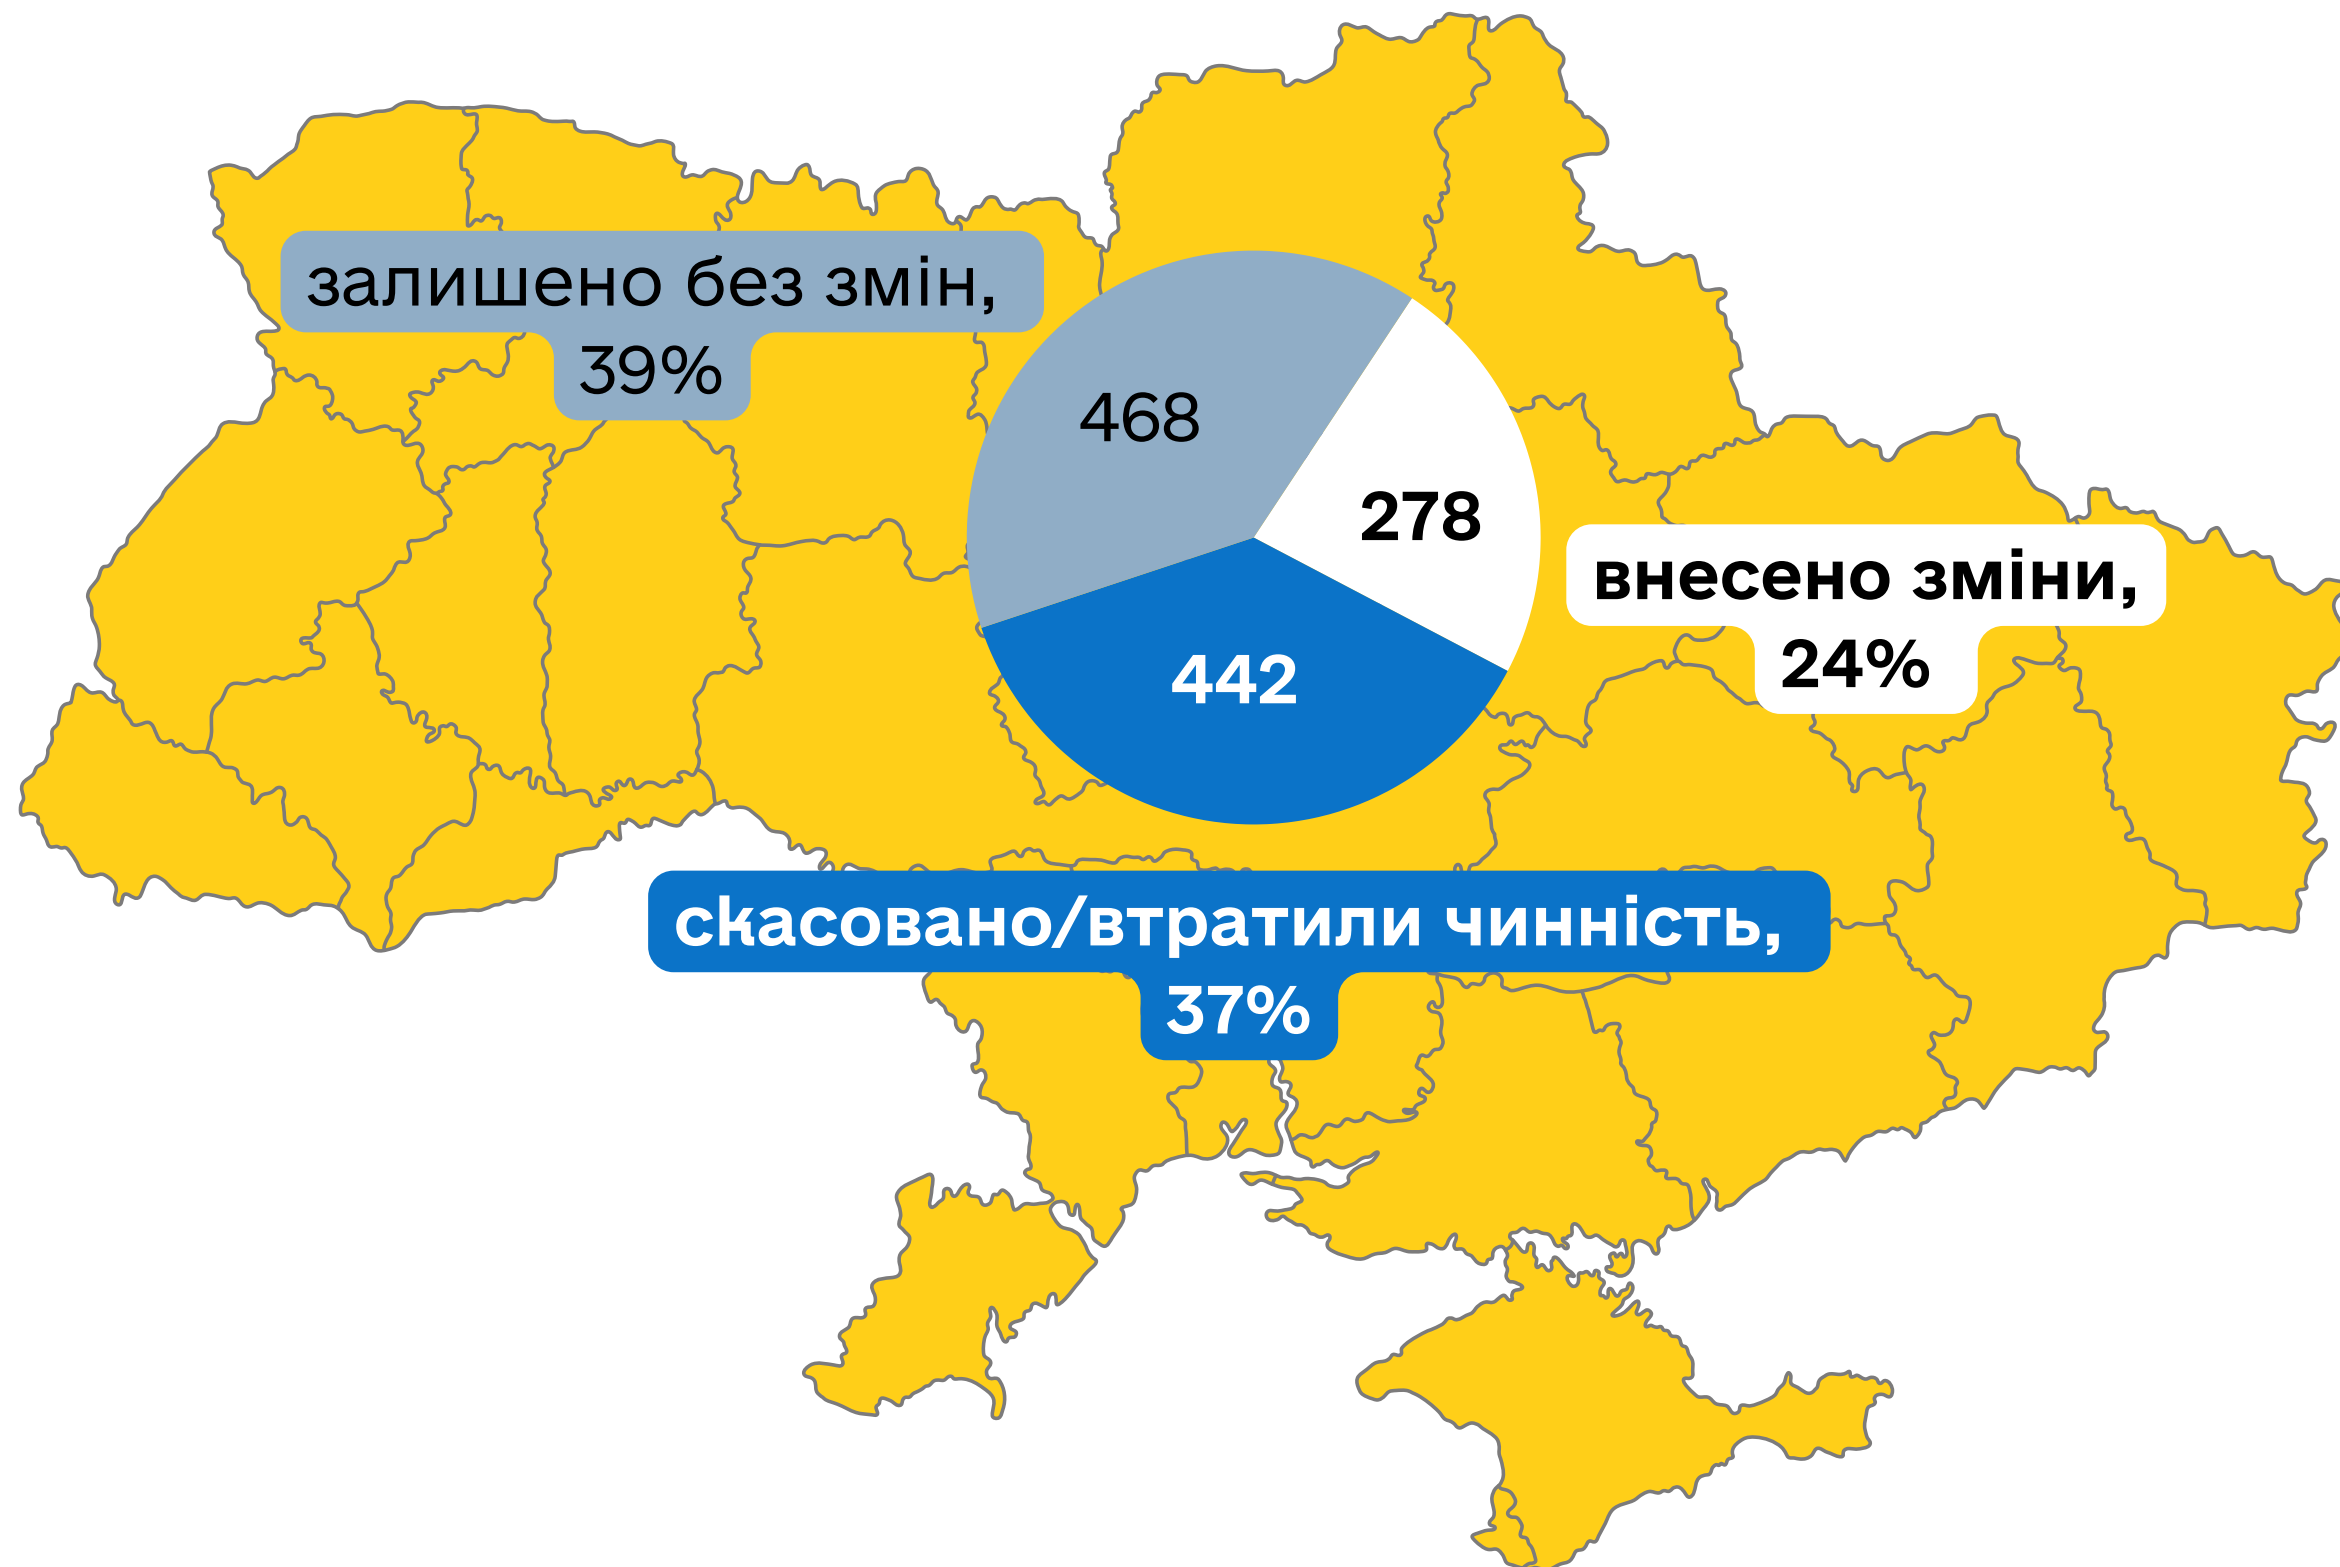 залишено без змін,
39%
468
278
внесено зміни,
24%
442
скасовано/втратили чинність,
37%